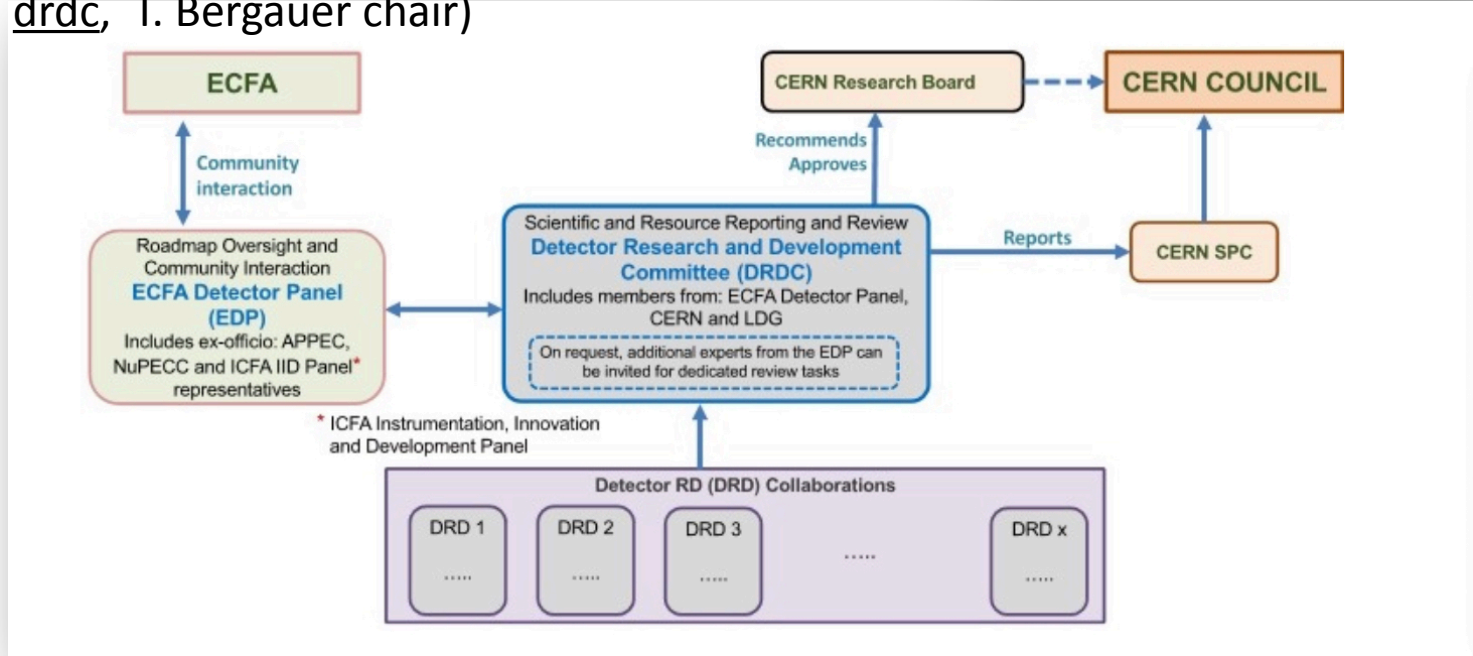 drdc, T. Bergauer chair)
ECFA
CERN Research Board
CERN COUNCIL
Community
interaction
Recommends
Approves
Roadmap Oversight and
Community Interaction
ECFA Detector Panel
(EDP)
Includes ex-officio: APPEC,
NuPECC and ICFA IID Panel*
representatives
Scientific and Resource Reporting and Review
Detector Research and Development
Committee (DRDC)
Includes members from: ECFA Detector Panel,
CERN and LDG
On request, additional experts from the EDP can
be invited for dedicated review tasks
Reports
CERN SPC
* ICFA Instrumentation, Innovation
and Development Panel
Detector RD (DRD) Collaborations
DRD 1
.....
DRD 2
.....
DRD 3
.....
.....
DRD x
.....